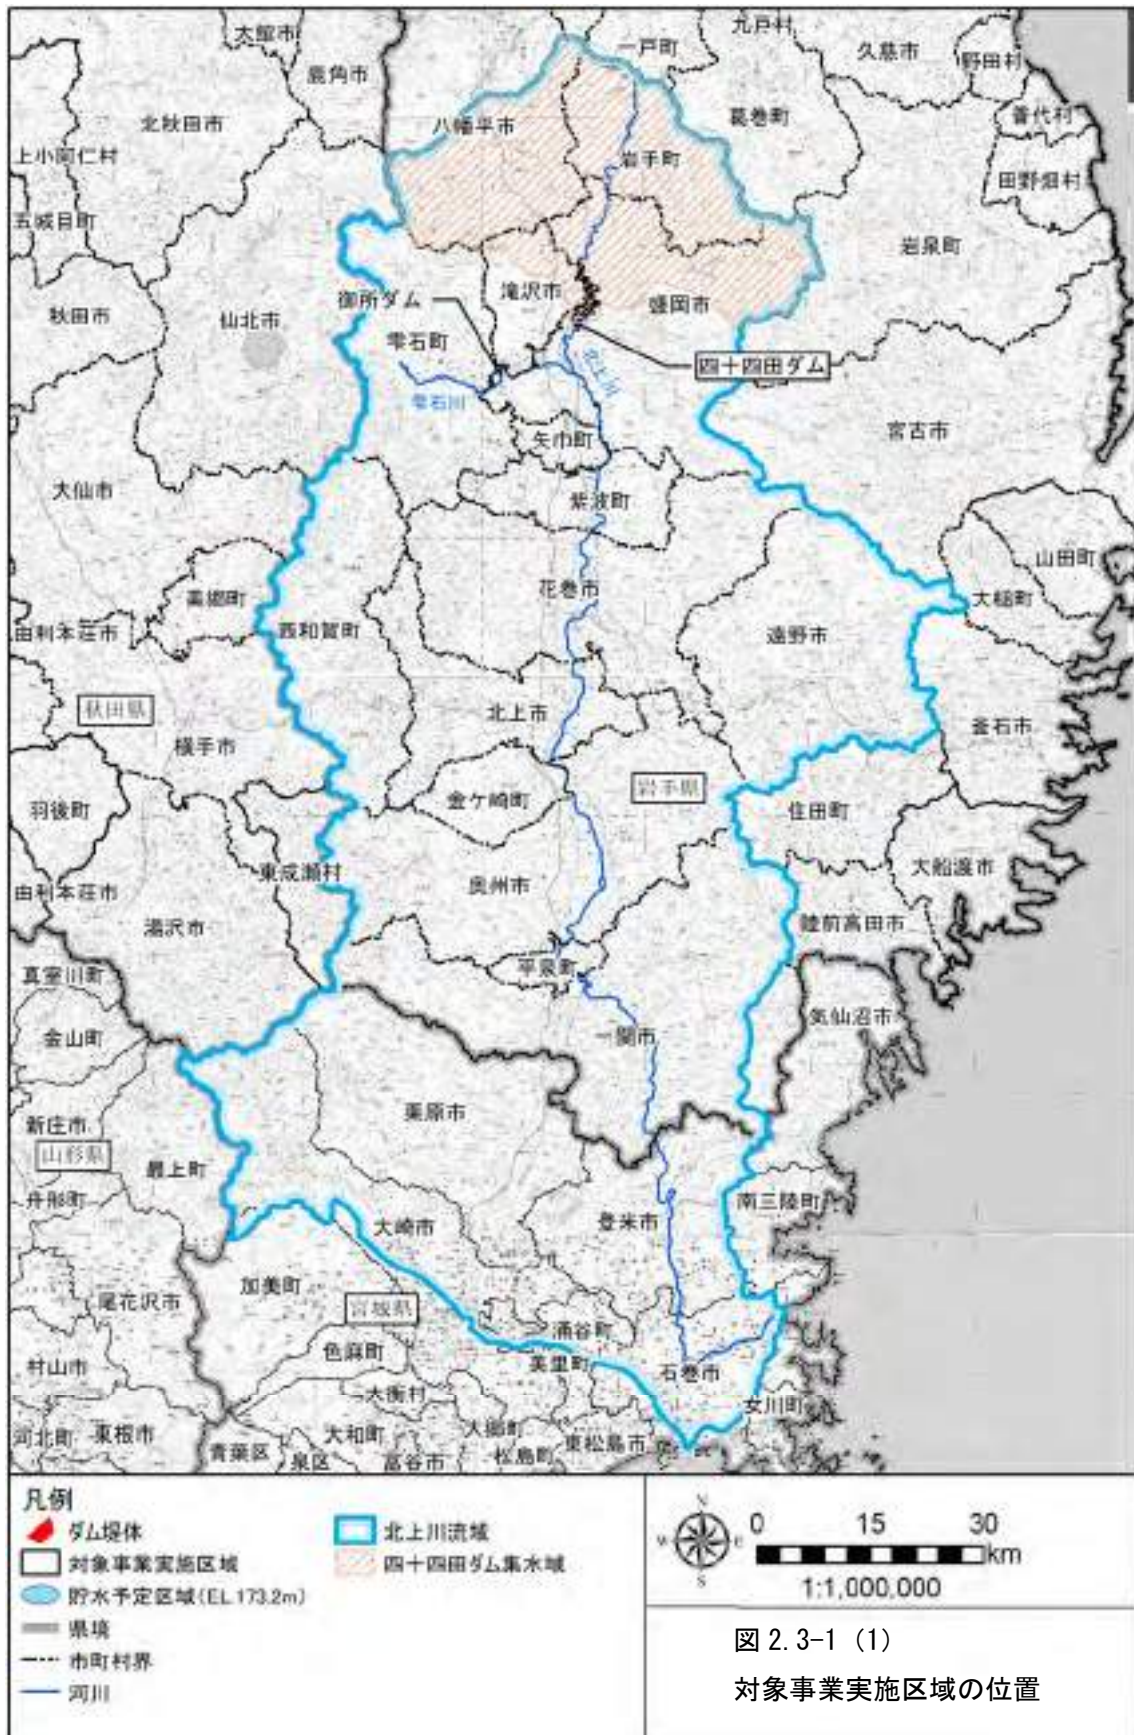 大館市
鹿角市
一戸町
九戸村
久慈市
野田村
普代村
北秋田市
八幡平市
葛巻町
上小阿仁村
岩手町
田野畑村
五城目町
岩泉町
秋田市
仙北市
御所ダム
滝沢市
盛岡市
雫石町
北上川
四十四田ダム
雫石川
矢巾町
宮古市
大仙市
紫波町
山田町
美郷町
花巻市
大槌町
由利本荘市
西和賀町
遠野市
秋田県
北上市
釜石市
横手市
羽後町
金ケ崎町
岩手県
住田町
東成瀬村
奥州市
大船渡市
由利本荘市
湯沢市
陸前高田市
真室川町
平泉町
金山町
一関市
気仙沼市
新庄市
栗原市
山形県
最上町
舟形町
大崎市
登米市
南三陸町
加美町
尾花沢市
宮城県
涌谷町
色麻町
美里町
石巻市
村山市
大衡村
女川町
河北町
東根市
大和町
大郷町
東松島市
青葉区
泉区
富谷市
松島町
凡例
ダム堤体
対象事業実施区域
貯水予定区域(EL.173.2m)
県境
市町村界
河川
北上川流域
四十四田ダム集水域
N
W E
S
0 15 30
km
1:1,000,000
図 2.3-1 (1)
対象事業実施区域の位置